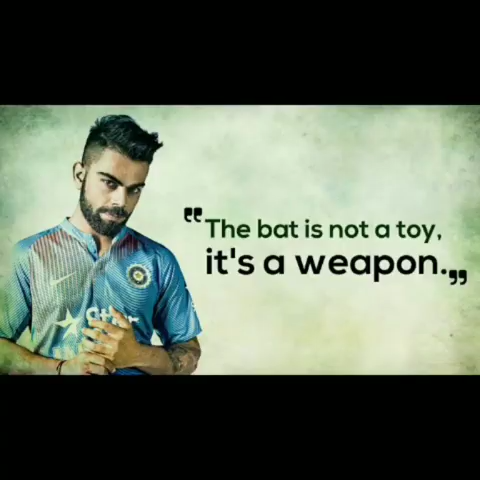 "The bat is not a toy,
it's a weapon."